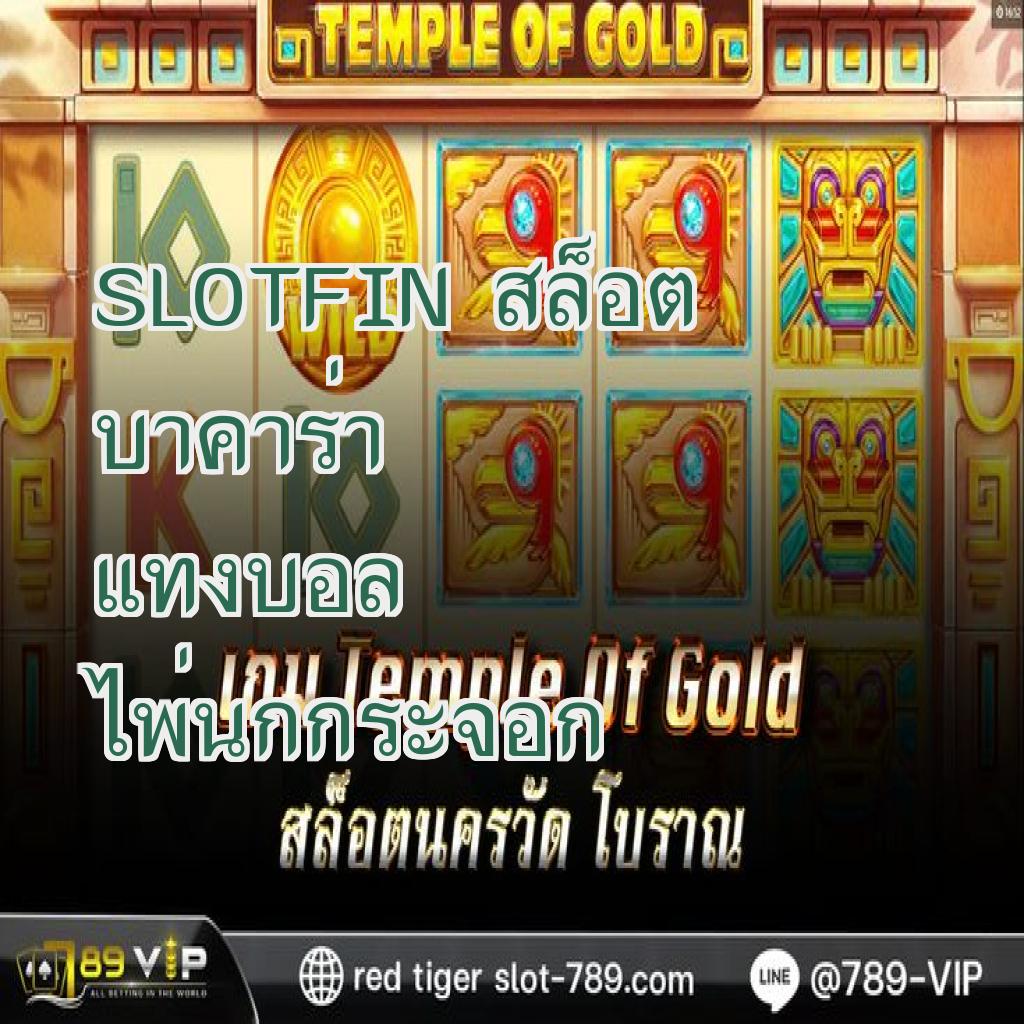 TEMPLE OF GOLD
WILD
SLOTFIN สล็อต
บาคาร่า
K
แทงบอล
เกม Temple Of Gold
ไพ่นกกระจอก
สล็อตนครวัด โบราณ
789 VIP
ALL BETTING IN THE WORLD
red tiger slot-789.com
LINE @789-VIP